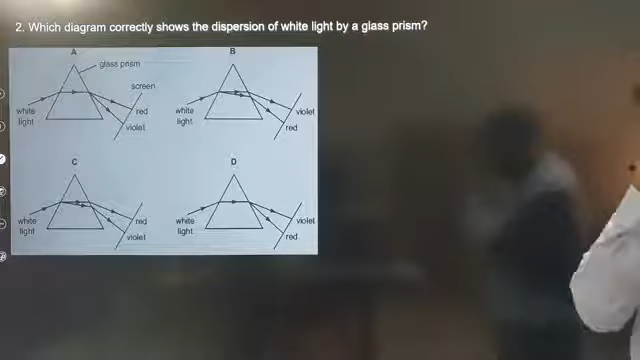 2. Which diagram correctly shows the dispersion of white light by a glass prism?
A
glass prism
screen
white
light
red
violet
B
white
light
violet
red
C
white
light
red
violet
D
white
light
violet
red